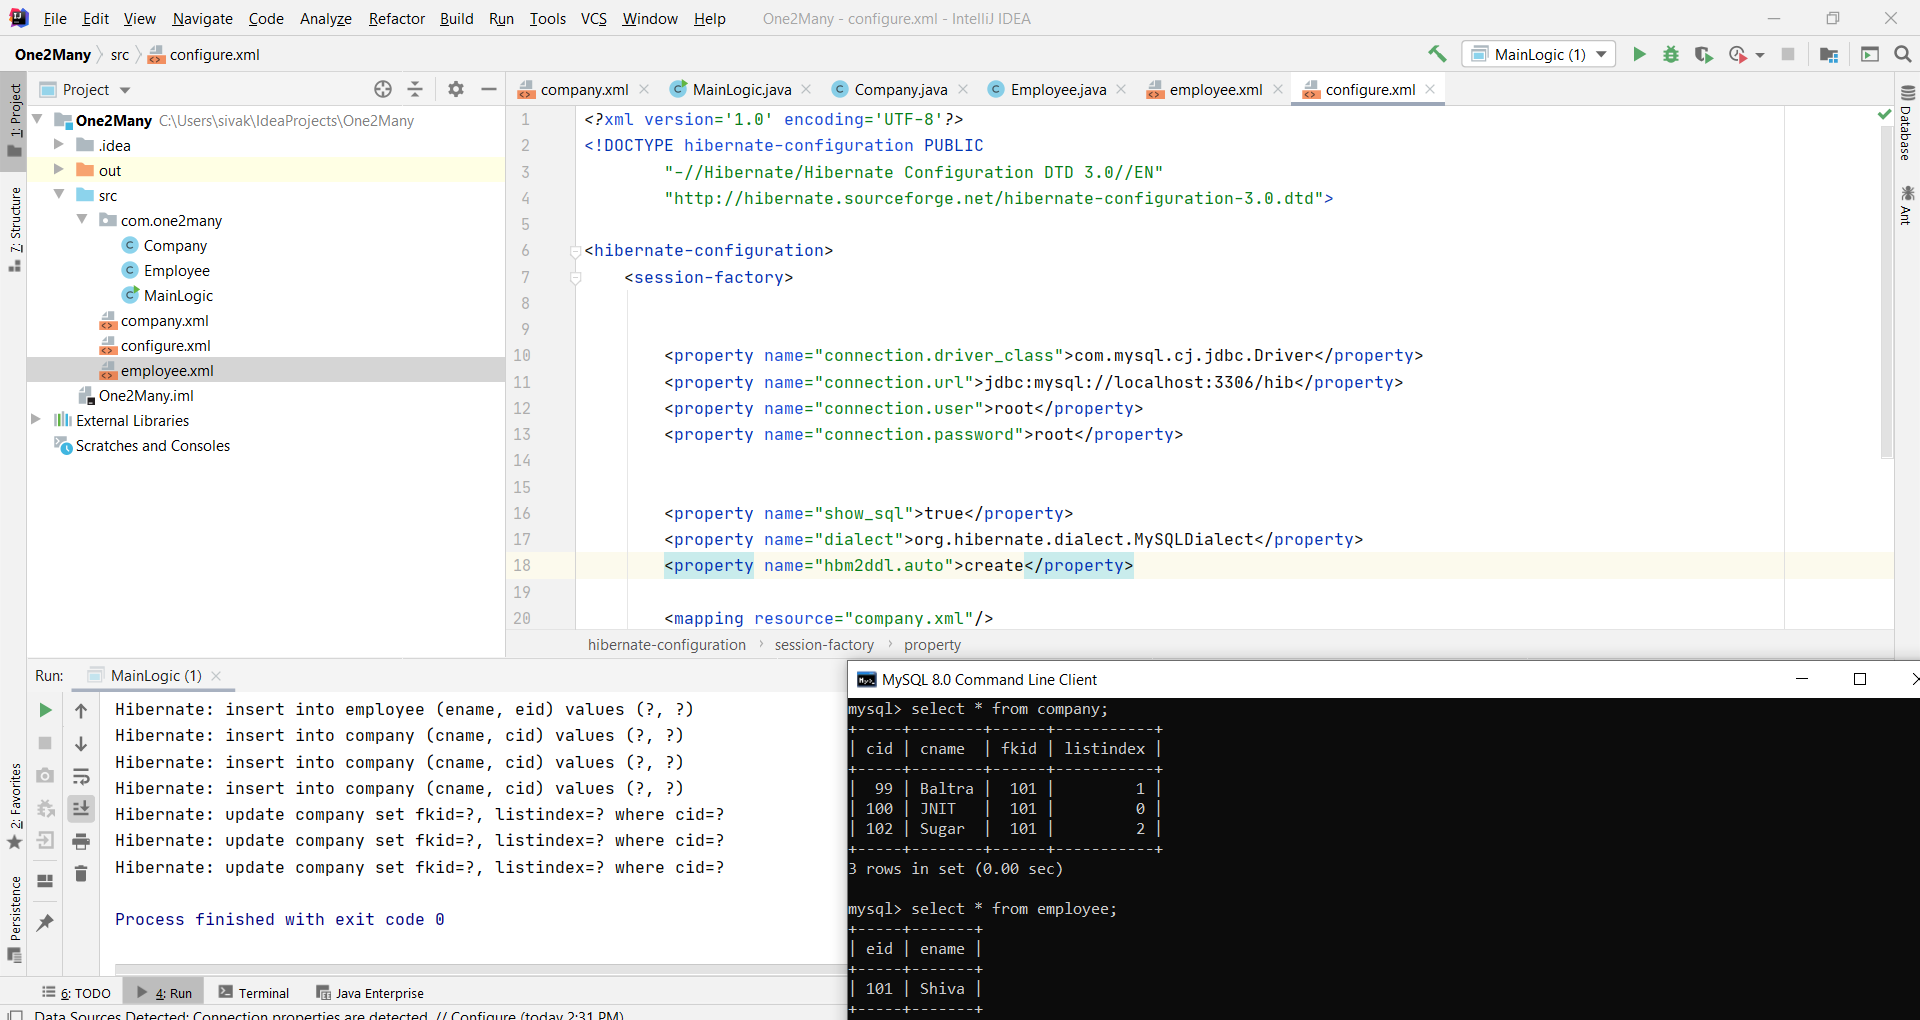 File Edit View Navigate Code Analyze Refactor Build Run Tools VCS Window Help One2Many - configure.xml - IntelliJ IDEA
One2Many src configure.xml MainLogic (1)
1: Project
7: Structure
2: Favorites
Persistence
Project
One2Many C:\Users\sivak\IdeaProjects\One2Many
.idea
out
src
com.one2many
Company
Employee
MainLogic
company.xml
configure.xml
employee.xml
One2Many.iml
External Libraries
Scratches and Consoles
company.xml MainLogic.java Company.java Employee.java employee.xml configure.xml
1 <?xml version='1.0' encoding='UTF-8'?>
2 <!DOCTYPE hibernate-configuration PUBLIC
3 "-//Hibernate/Hibernate Configuration DTD 3.0//EN"
4 "http://hibernate.sourceforge.net/hibernate-configuration-3.0.dtd">
5
6 <hibernate-configuration>
7 <session-factory>
8
9
10 <property name="connection.driver_class">com.mysql.cj.jdbc.Driver</property>
11 <property name="connection.url">jdbc:mysql://localhost:3306/hib</property>
12 <property name="connection.user">root</property>
13 <property name="connection.password">root</property>
14
15
16 <property name="show_sql">true</property>
17 <property name="dialect">org.hibernate.dialect.MySQLDialect</property>
18 <property name="hbm2ddl.auto">create</property>
19
20 <mapping resource="company.xml"/>
hibernate-configuration › session-factory › property
Database
Ant
Run: MainLogic (1)
Hibernate: insert into employee (ename, eid) values (?, ?)
Hibernate: insert into company (cname, cid) values (?, ?)
Hibernate: insert into company (cname, cid) values (?, ?)
Hibernate: insert into company (cname, cid) values (?, ?)
Hibernate: update company set fkid=?, listindex=? where cid=?
Hibernate: update company set fkid=?, listindex=? where cid=?
Hibernate: update company set fkid=?, listindex=? where cid=?
Process finished with exit code 0
MySQL 8.0 Command Line Client
mysql> select * from company;
+-----+--------+------+-----------+
| cid | cname | fkid | listindex |
+-----+--------+------+-----------+
| 99 | Baltra | 101 | 1 |
| 100 | JNIT | 101 | 0 |
| 102 | Sugar | 101 | 2 |
+-----+--------+------+-----------+
3 rows in set (0.00 sec)
mysql> select * from employee;
+-----+-------+
| eid | ename |
+-----+-------+
| 101 | Shiva |
+-----+-------+
6: TODO 4: Run Terminal Java Enterprise
Data Sources Detected: Connection properties are detected. // Configure (today 2:31 PM)